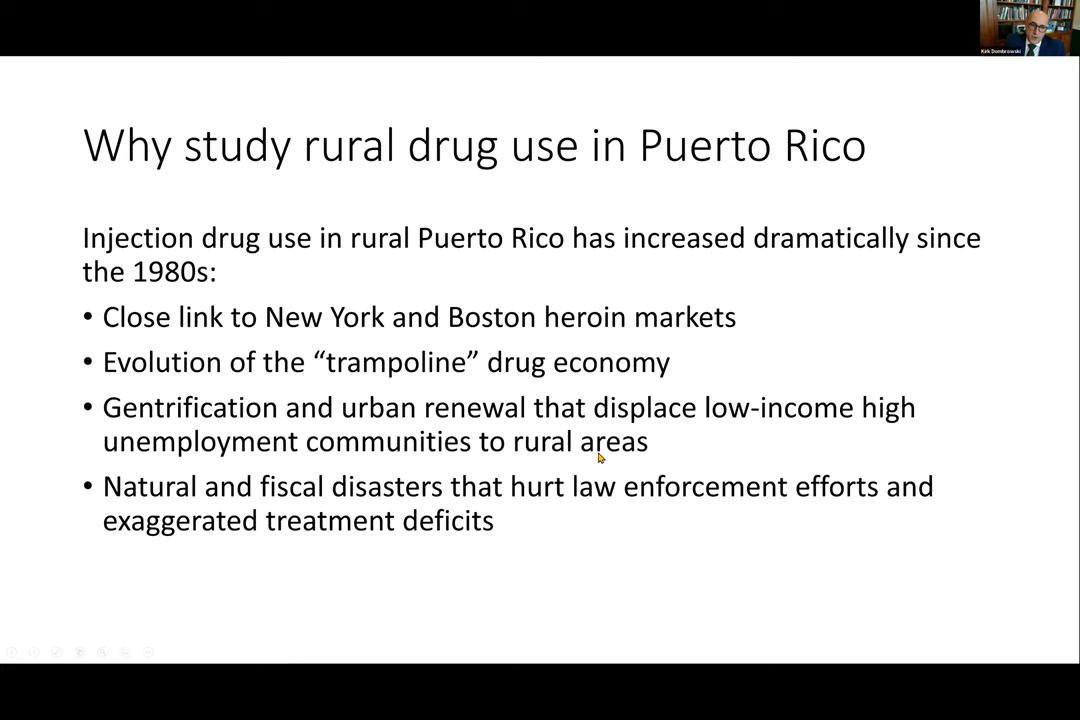 Kirk Dombrowski
Why study rural drug use in Puerto Rico
Injection drug use in rural Puerto Rico has increased dramatically since
the 1980s:
• Close link to New York and Boston heroin markets
• Evolution of the “trampoline” drug economy
• Gentrification and urban renewal that displace low-income high
unemployment communities to rural areas
• Natural and fiscal disasters that hurt law enforcement efforts and
exaggerated treatment deficits